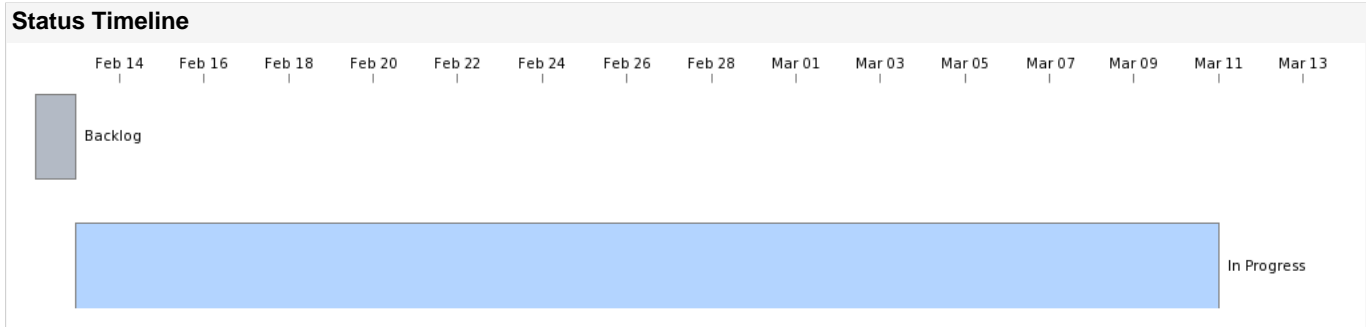 Status Timeline
Feb 14 Feb 16 Feb 18 Feb 20 Feb 22 Feb 24 Feb 26 Feb 28 Mar 01 Mar 03 Mar 05 Mar 07 Mar 09 Mar 11 Mar 13
Backlog
In Progress